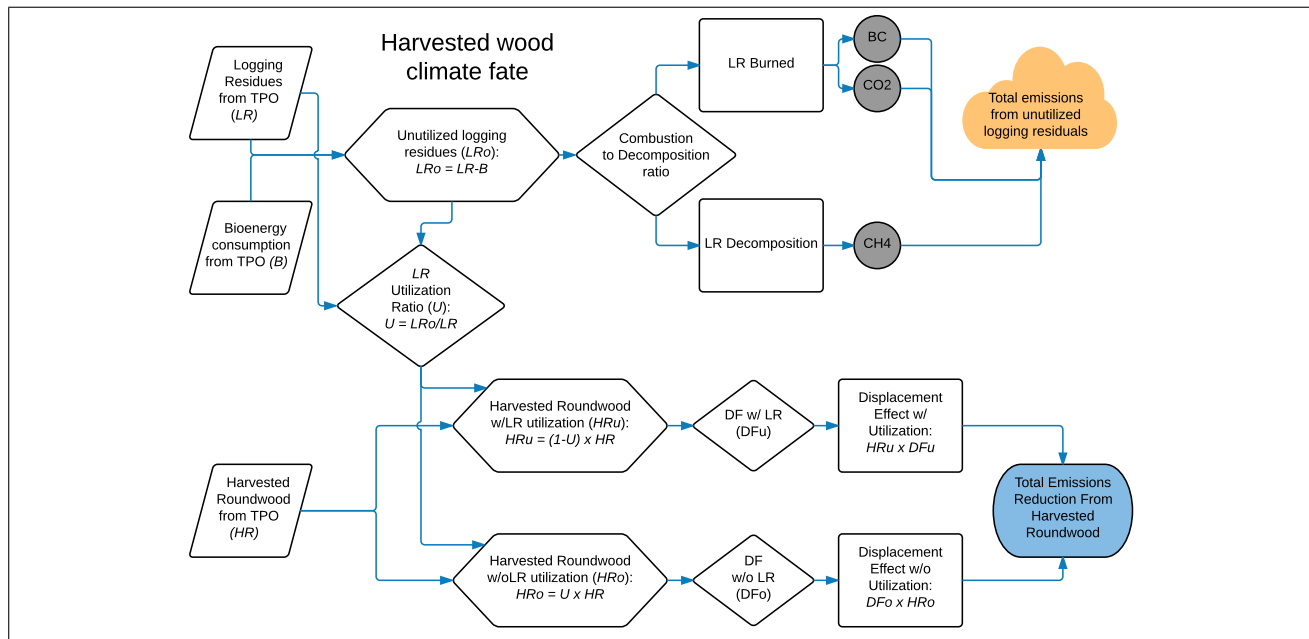 Harvested wood
climate fate
Logging
Residues
from TPO
(LR)
Bioenergy
consumption
from TPO (B)
Unutilized logging
residues (LRo):
LRo = LR-B
Combustion
to Decomposition
ratio
LR Burned
BC
CO2
Total emissions
from unutilized
logging residuals
LR Decomposition
CH4
LR
Utilization
Ratio (U):
U = LRo/LR
Harvested Roundwood
w/LR utilization (HRu):
HRu = (1-U) x HR
DF w/ LR
(DFu)
Displacement
Effect w/
Utilization:
HRu x DFu
Harvested
Roundwood
from TPO
(HR)
Total Emissions
Reduction From
Harvested
Roundwood
Harvested Roundwood
w/oLR utilization (HRo):
HRo = U x HR
DF
w/o LR
(DFo)
Displacement
Effect w/o
Utilization:
DFo x HRo